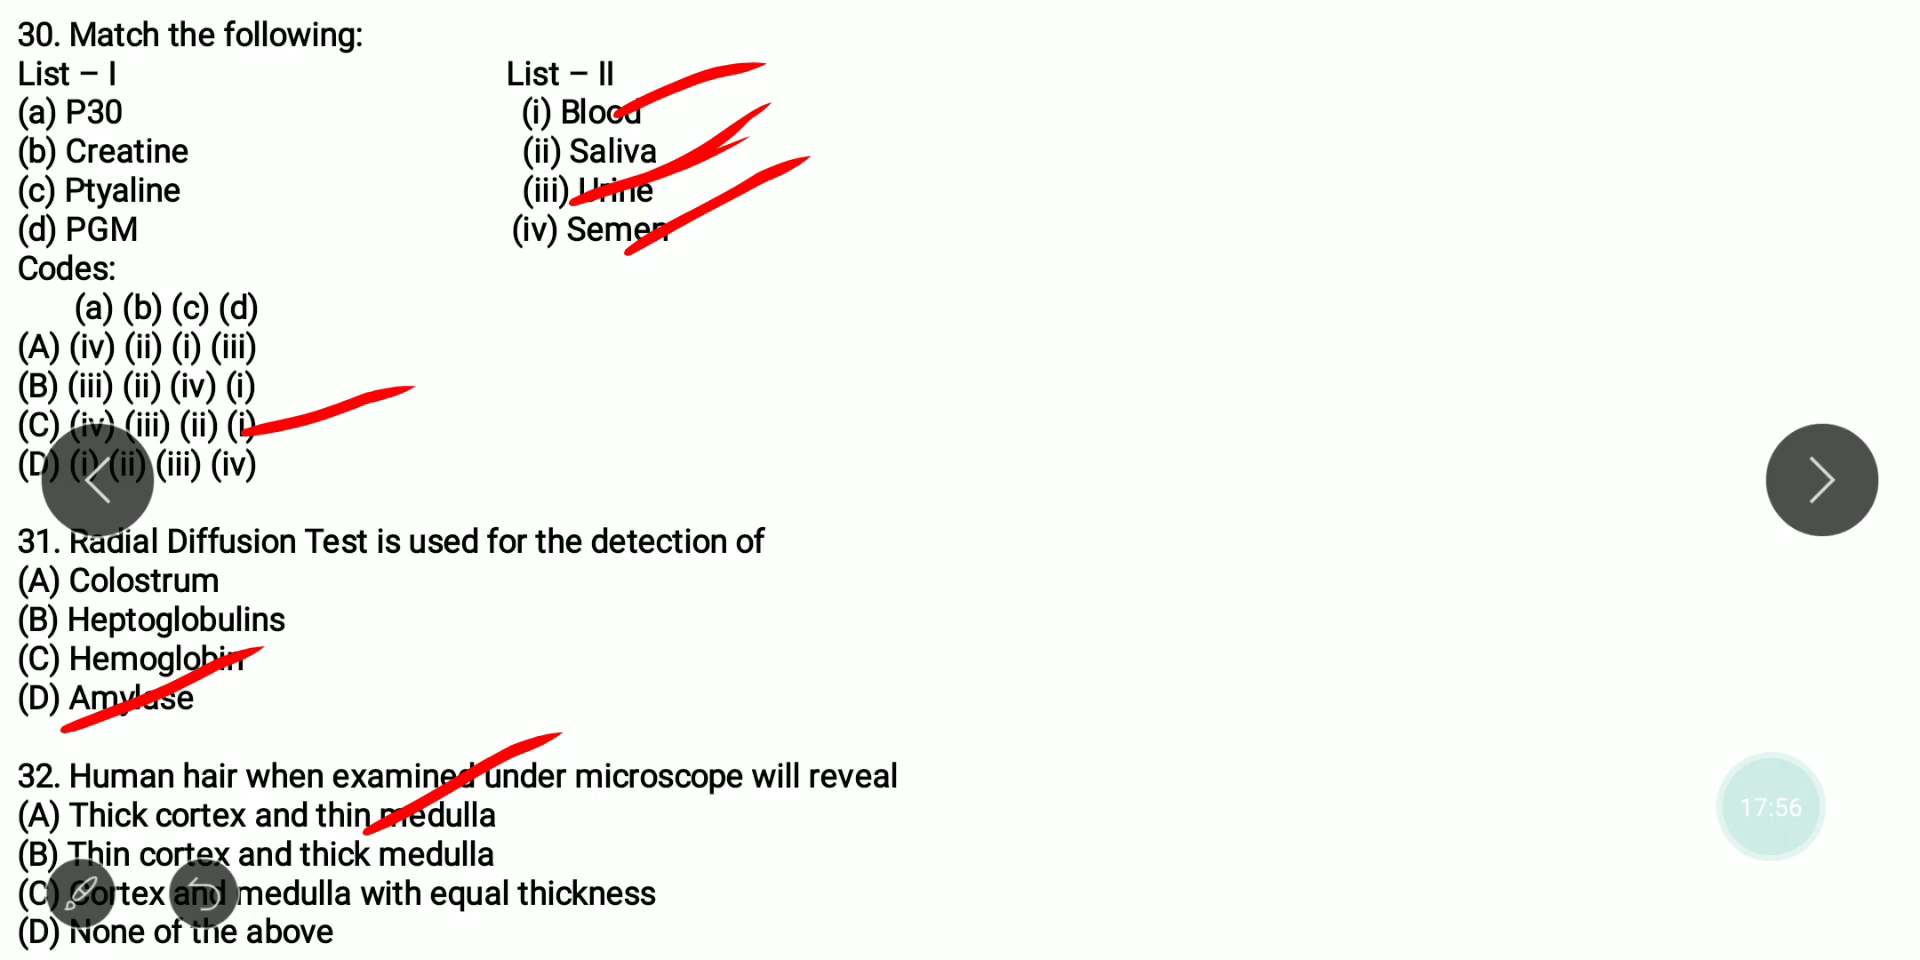 30. Match the following:
List – I List – II
(a) P30 (i) Blood
(b) Creatine (ii) Saliva
(c) Ptyaline (iii) Urine
(d) PGM (iv) Semen
Codes:
(a) (b) (c) (d)
(A) (iv) (ii) (i) (iii)
(B) (iii) (ii) (iv) (i)
(C) (iv) (iii) (ii) (i)
(D) (i) (ii) (iii) (iv)
31. Radial Diffusion Test is used for the detection of
(A) Colostrum
(B) Heptoglobulins
(C) Hemoglobin
(D) Amylase
32. Human hair when examined under microscope will reveal
(A) Thick cortex and thin medulla
(B) Thin cortex and thick medulla
(C) Cortex and medulla with equal thickness
(D) None of the above
17:56